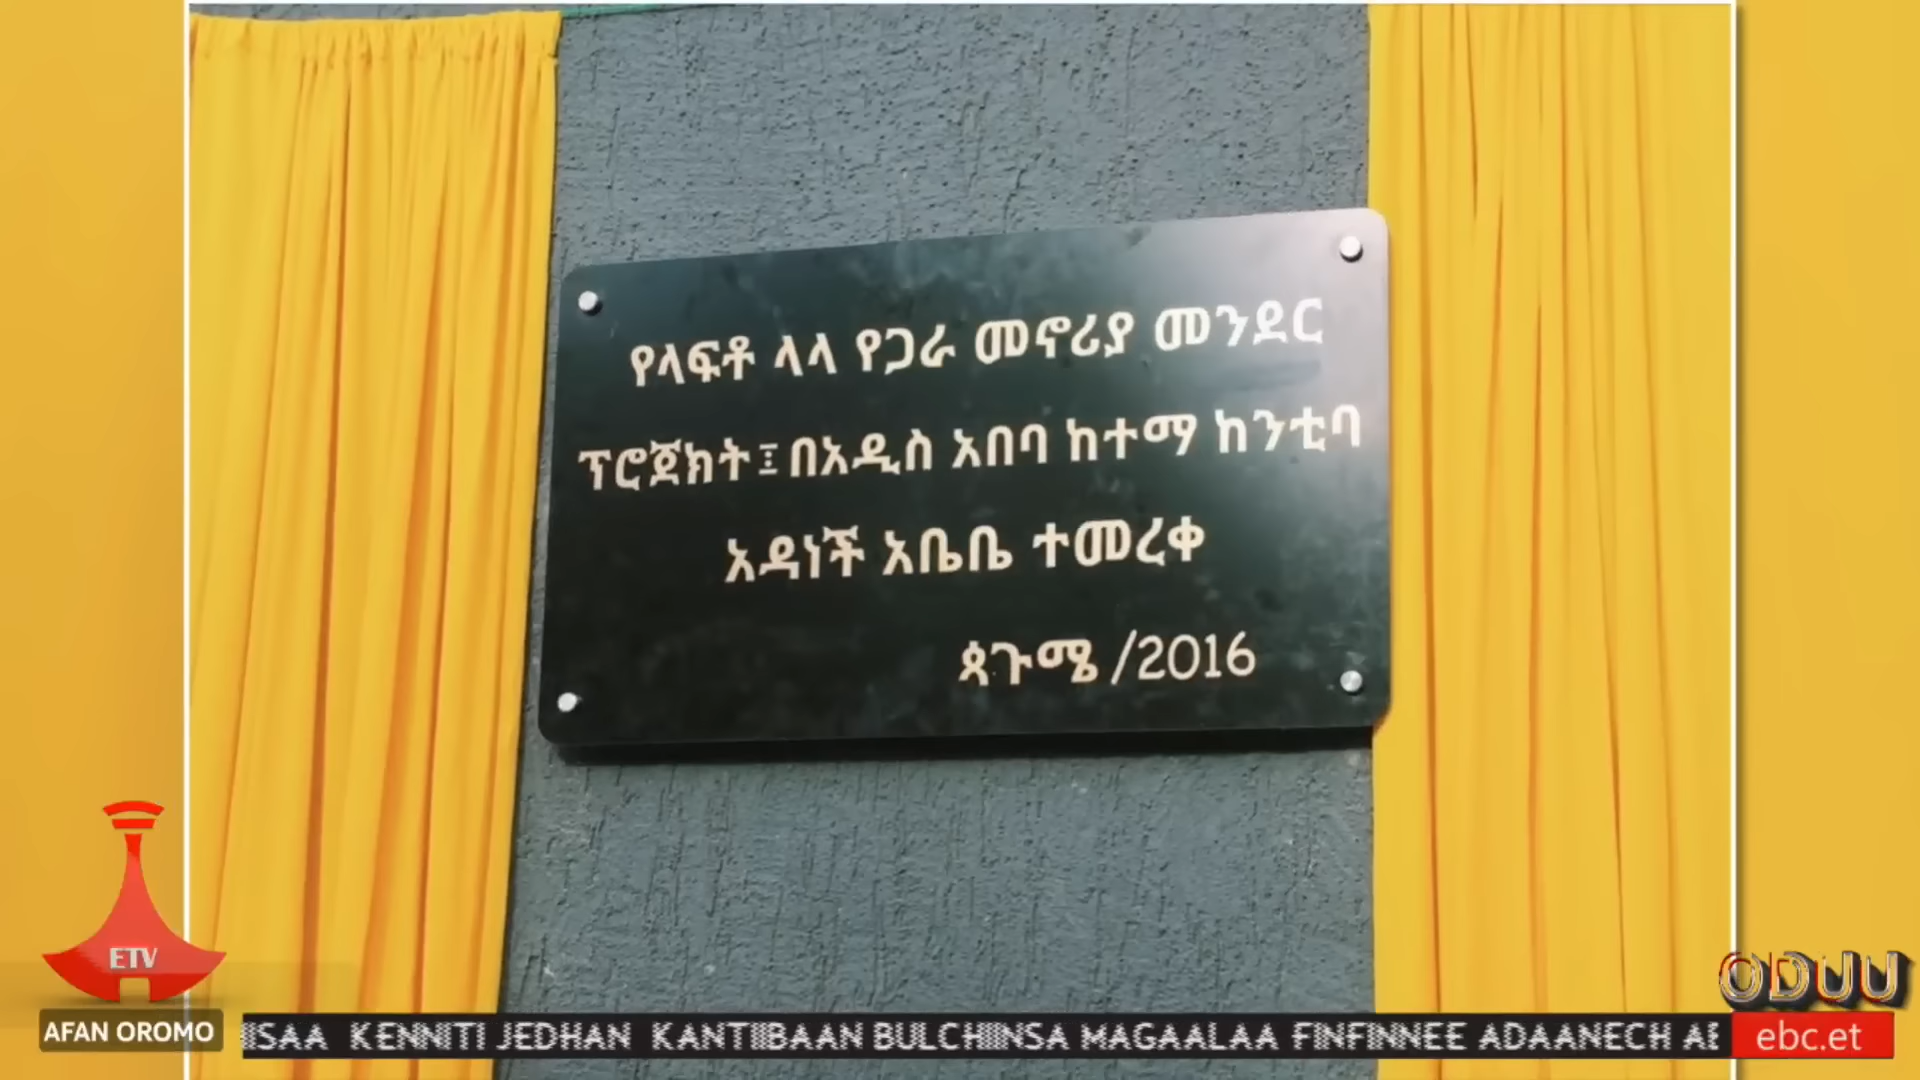 የላፍቶ ላላ የጋራ መኖሪያ መንደር
ፕሮጀክት፤ በአዲስ አበባ ከተማ ከንቲባ
አዳነች አቤቤ ተመረቀ
ጳጉሜ /2016
ETV
ODUU
AFAN OROMO
KENNITI JEDHAN KANTIIBAAN BULCHIINSA MAGAALAA FINFINNEE ADAANECH
ebc.et